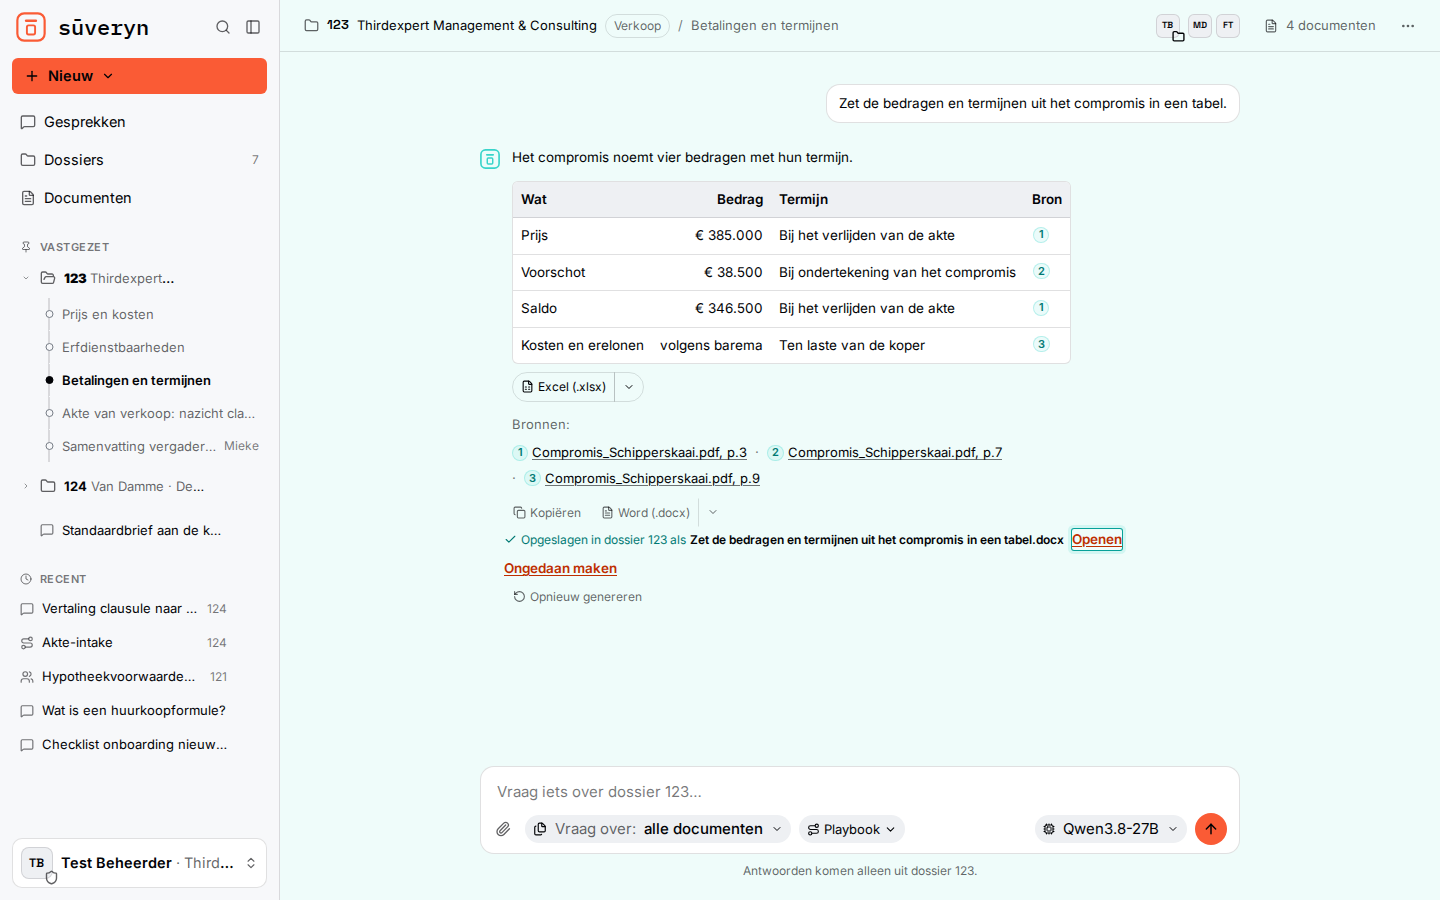 sūveryn
Nieuw
Gesprekken
Dossiers 7
Documenten
VASTGEZET
123 Thirdexpert...
Prijs en kosten
Erfdienstbaarheden
Betalingen en termijnen
Akte van verkoop: nazicht cla...
Samenvatting vergader... Mieke
124 Van Damme · De...
Standaardbrief aan de k...
RECENT
Vertaling clausule naar ... 124
Akte-intake 124
Hypotheekvoorwaarde... 121
Wat is een huurkoopformule?
Checklist onboarding nieuw...
TB Test Beheerder · Third...
123 Thirdexpert Management & Consulting Verkoop / Betalingen en termijnen
TB MD FT 4 documenten
Zet de bedragen en termijnen uit het compromis in een tabel.
Het compromis noemt vier bedragen met hun termijn.
Wat Bedrag Termijn Bron
Prijs € 385.000 Bij het verlijden van de akte 1
Voorschot € 38.500 Bij ondertekening van het compromis 2
Saldo € 346.500 Bij het verlijden van de akte 1
Kosten en erelonen volgens barema Ten laste van de koper 3
Excel (.xlsx)
Bronnen:
1 Compromis_Schipperskaai.pdf, p.3 · 2 Compromis_Schipperskaai.pdf, p.7
· 3 Compromis_Schipperskaai.pdf, p.9
Kopiëren Word (.docx)
Opgeslagen in dossier 123 als Zet de bedragen en termijnen uit het compromis in een tabel.docx Openen
Ongedaan maken
Opnieuw genereren
Vraag iets over dossier 123...
Vraag over: alle documenten Playbook Qwen3.8-27B
Antwoorden komen alleen uit dossier 123.